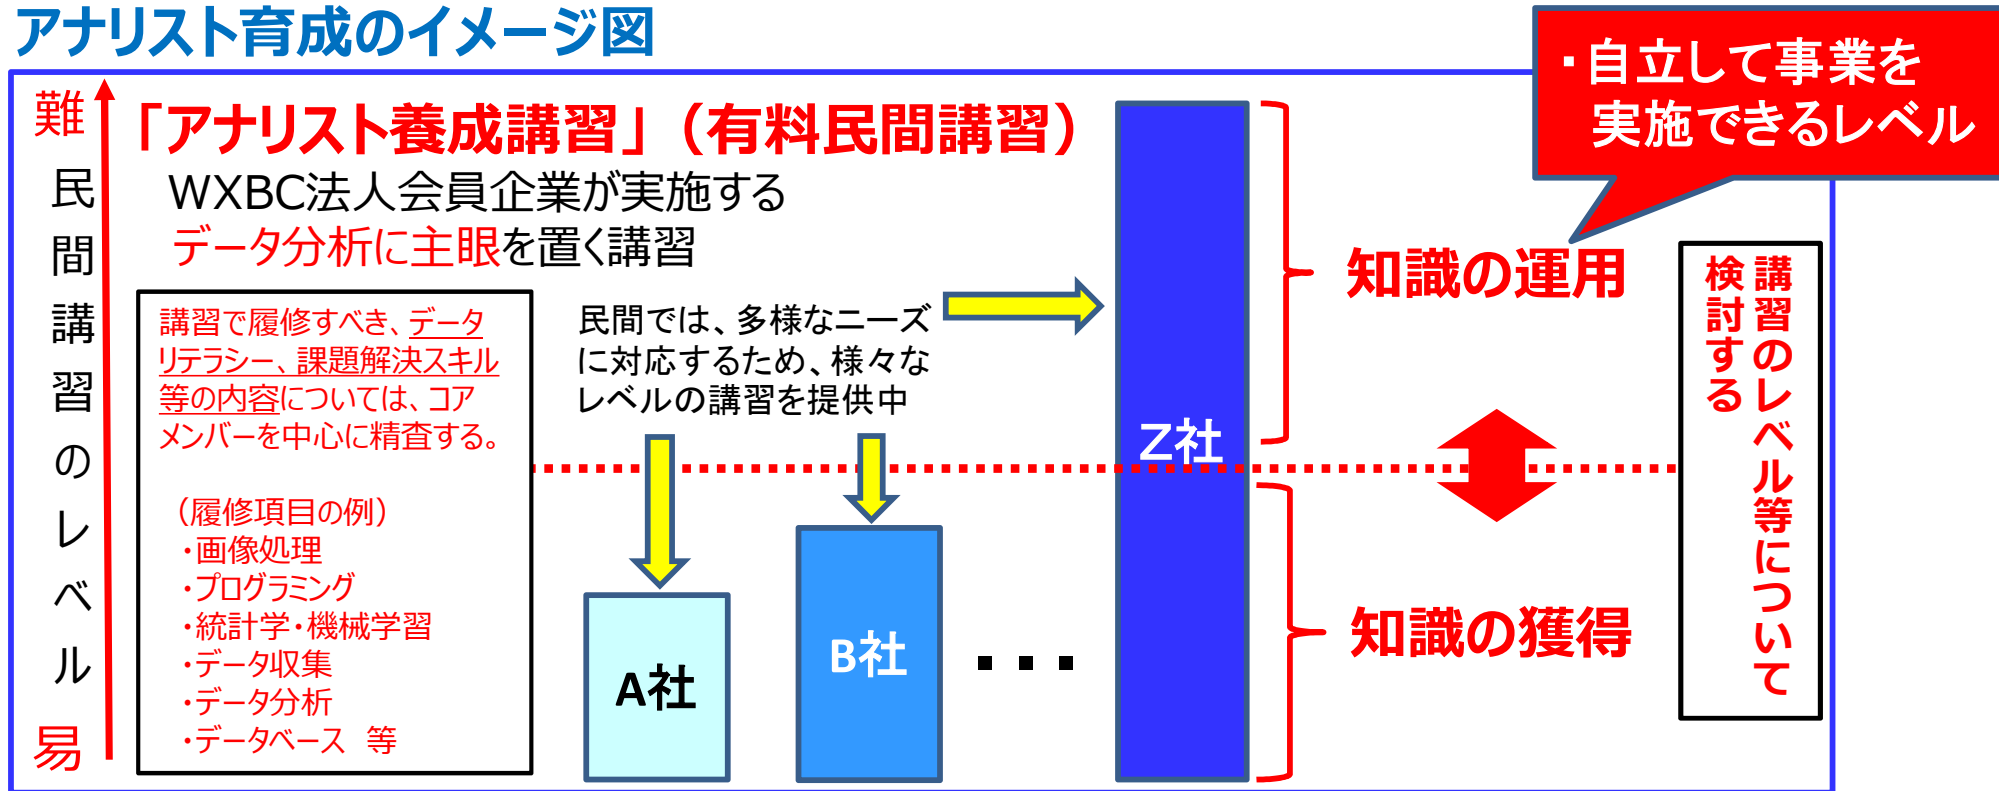 アナリスト育成のイメージ図
・自立して事業を
実施できるレベル
難
民間講習のレベル
易
「アナリスト養成講習」（有料民間講習）
WXBC法人会員企業が実施する
データ分析に主眼を置く講習
講習で履修すべき、データ
リテラシー、課題解決スキル
等の内容については、コア
メンバーを中心に精査する。
（履修項目の例）
・画像処理
・プログラミング
・統計学・機械学習
・データ収集
・データ分析
・データベース　等
民間では、多様なニーズ
に対応するため、様々な
レベルの講習を提供中
A社
B社
・・・
Z社
知識の運用
知識の獲得
講習のレベル等について
検討する